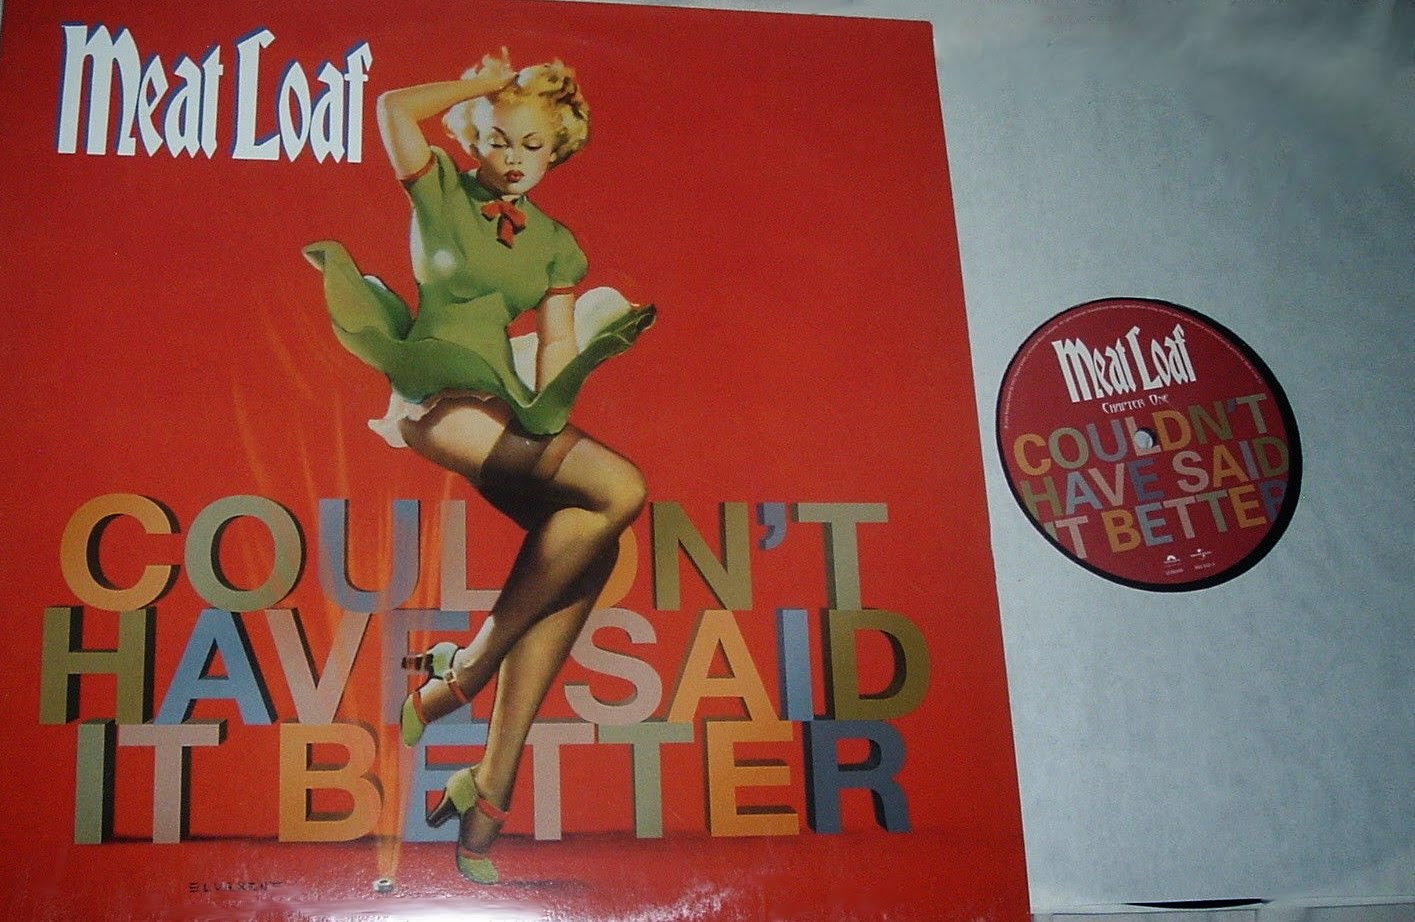 Meat Loaf
COULDN'T
HAVE SAID
IT BETTER
Meat Loaf
CHAPTER ONE
COULDN'T
HAVE SAID
IT BETTER